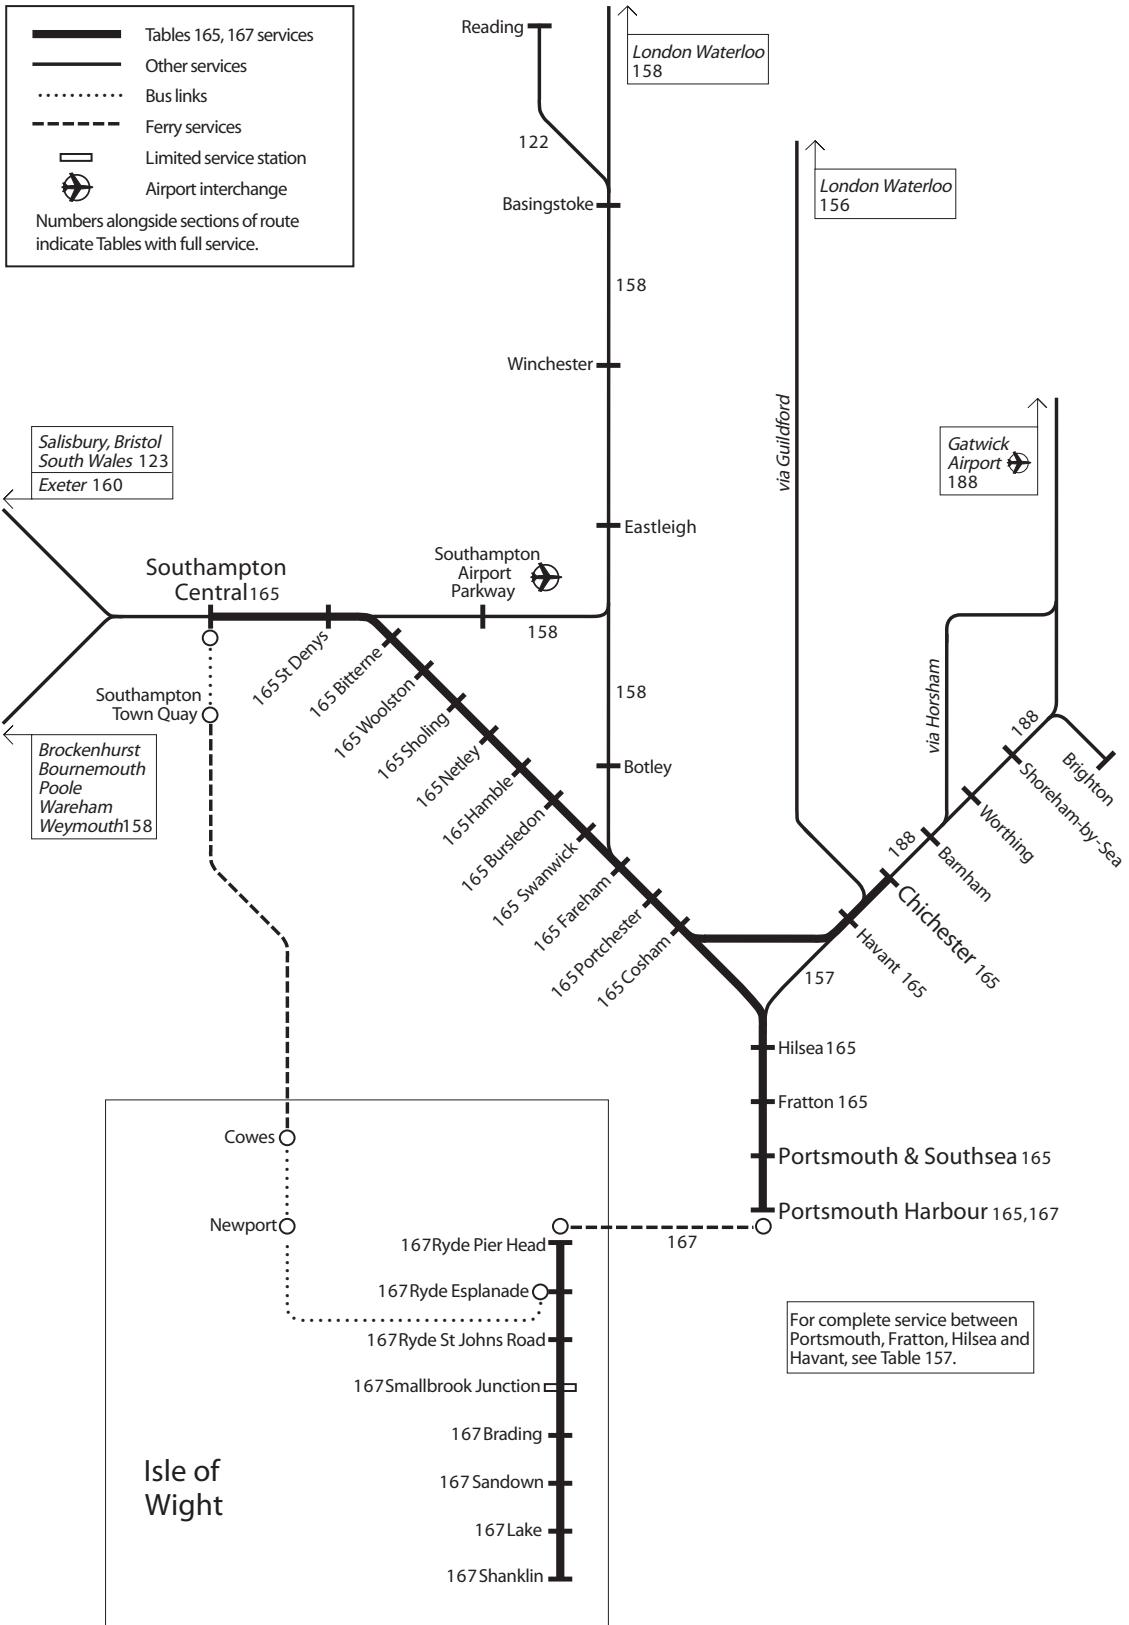 Tables 165, 167 services
Other services
Bus links
Ferry services
Limited service station
Airport interchange
Numbers alongside sections of route
indicate Tables with full service.
Reading
London Waterloo
158
122
London Waterloo
156
Basingstoke
158
Winchester
via Guildford
Salisbury, Bristol
South Wales 123
Exeter 160
Gatwick
Airport
188
Eastleigh
Southampton
Central 165
Southampton
Airport
Parkway
158
165 St Denys
165 Bitterne
165 Woolston
165 Sholing
165 Netley
165 Hamble
165 Bursledon
165 Swanwick
165 Fareham
165 Portchester
165 Cosham
Southampton
Town Quay
158
Botley
via Horsham
188
Brighton
Shoreham-by-Sea
Worthing
Barnham
188
Chichester 165
Havant 165
157
Brockenhurst
Bournemouth
Poole
Wareham
Weymouth 158
Hilsea 165
Fratton 165
Portsmouth & Southsea 165
Portsmouth Harbour 165,167
167
Cowes
Newport
167 Ryde Pier Head
167 Ryde Esplanade
167 Ryde St Johns Road
167 Smallbrook Junction
167 Brading
167 Sandown
167 Lake
167 Shanklin
Isle of
Wight
For complete service between
Portsmouth, Fratton, Hilsea and
Havant, see Table 157.